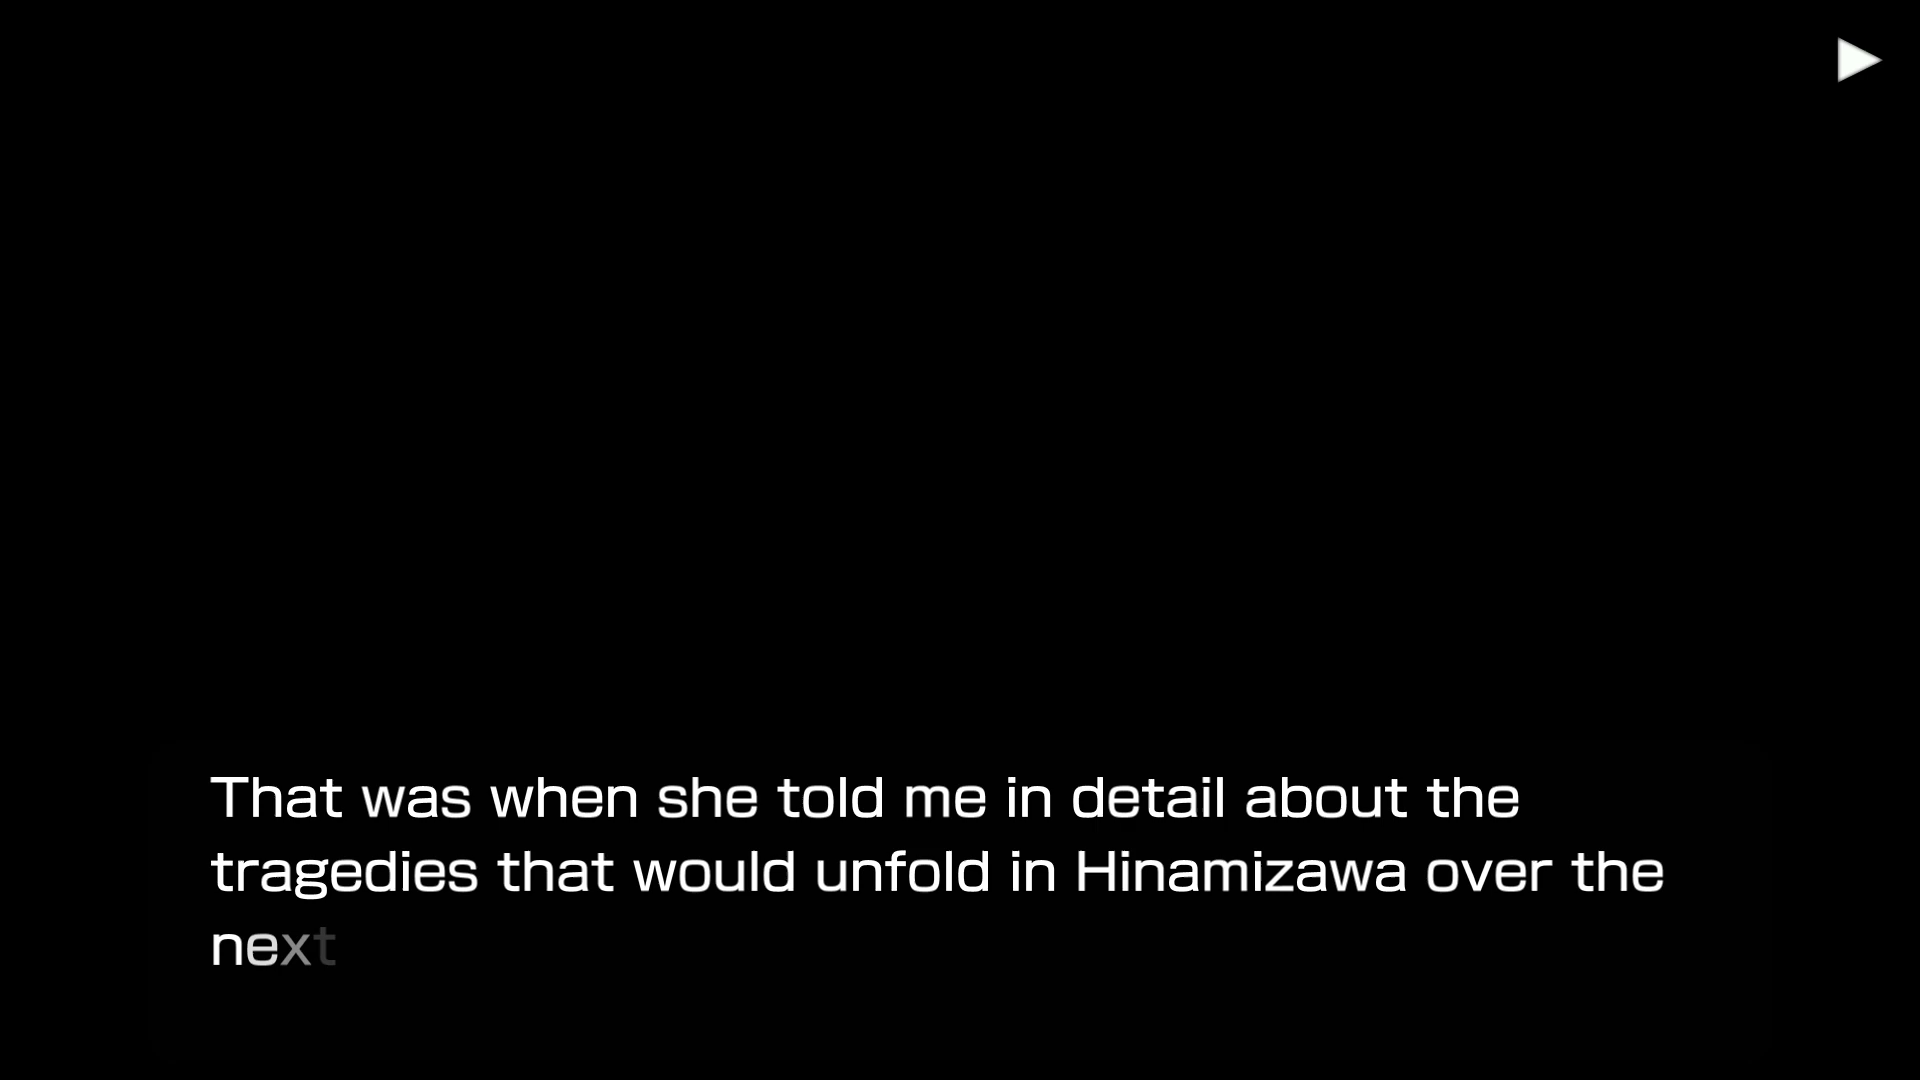 That was when she told me in detail about the
tragedies that would unfold in Hinamizawa over the
next